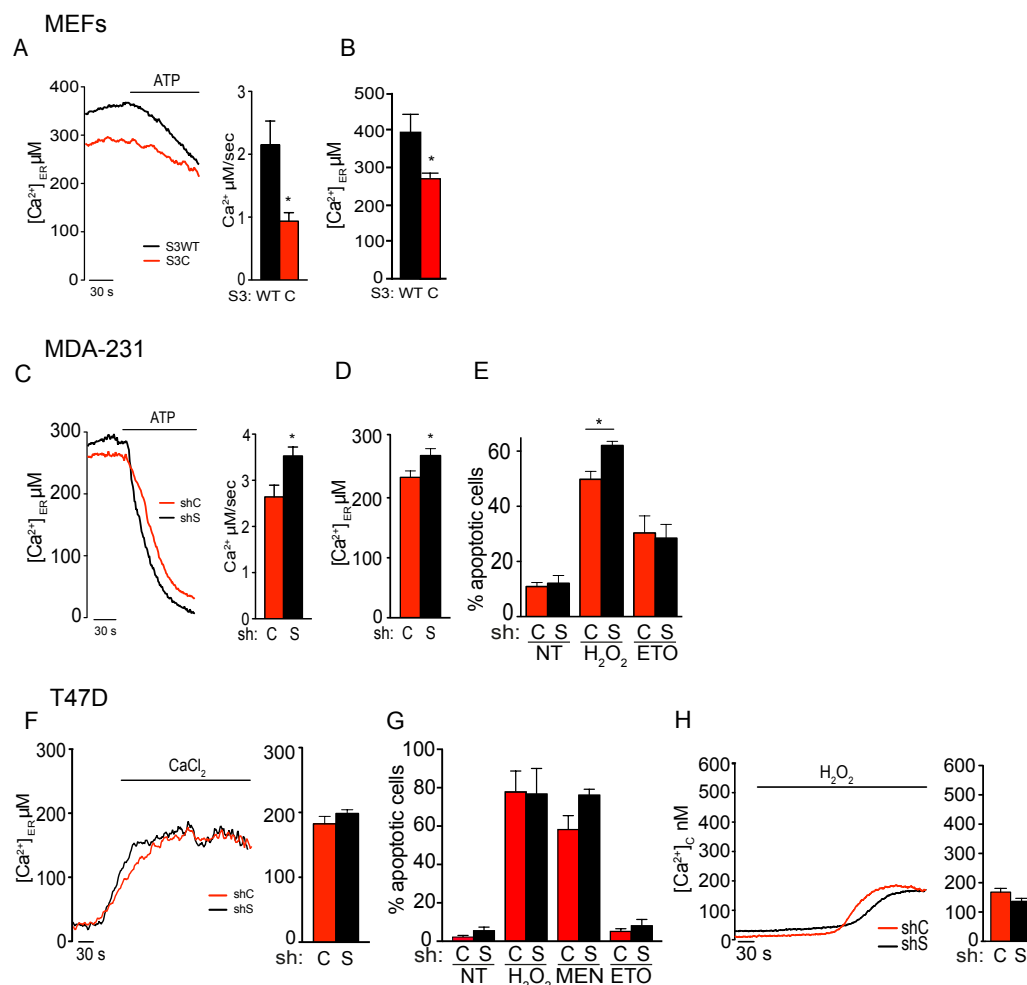 MEFs
A
B
ATP
400
300
200
100
0
[Ca²⁺]ER µM
S3WT
S3C
30 s
3
2
1
0
Ca²⁺ µM/sec
*
S3: WT C
500
400
300
200
100
0
[Ca²⁺]ER µM
*
S3: WT C
MDA-231
C
D
E
ATP
300
200
100
0
[Ca²⁺]ER µM
shC
shS
30 s
4
3
2
1
0
Ca²⁺ µM/sec
*
sh: C S
300
200
100
0
[Ca²⁺]ER µM
*
sh: C S
60
40
20
0
% apoptotic cells
*
sh: C S C S C S
NT H₂O₂ ETO
T47D
F
G
H
CaCl₂
300
200
100
0
[Ca²⁺]ER µM
shC
shS
30 s
300
200
100
0
sh: C S
100
80
60
40
20
0
% apoptotic cells
sh: C S C S C S C S
NT H₂O₂ MEN ETO
H₂O₂
600
500
400
300
200
100
0
[Ca²⁺]C nM
shC
shS
30 s
600
500
400
300
200
100
0
sh: C S